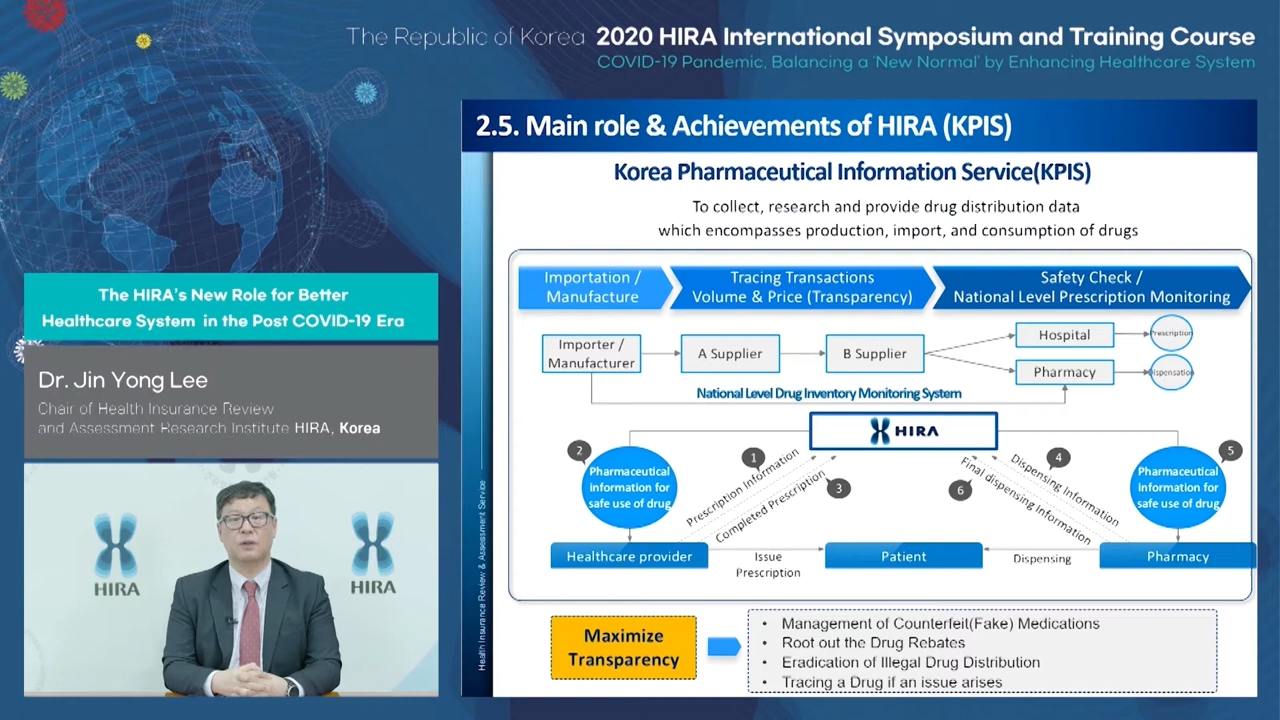 The Republic of Korea 2020 HIRA International Symposium and Training Course
COVID-19 Pandemic, Balancing a 'New Normal' by Enhancing Healthcare System
The HIRA's New Role for Better
Healthcare System in the Post COVID-19 Era
Dr. Jin Yong Lee
Chair of Health Insurance Review
and Assessment Research Institute HIRA, Korea
HIRA
HIRA
2.5. Main role & Achievements of HIRA (KPIS)
Health Insurance Review & Assessment Service
Korea Pharmaceutical Information Service(KPIS)
To collect, research and provide drug distribution data
which encompasses production, import, and consumption of drugs
Importation /
Manufacture
Tracing Transactions
Volume & Price (Transparency)
Safety Check /
National Level Prescription Monitoring
Importer /
Manufacturer
A Supplier
B Supplier
Hospital
Prescription
Pharmacy
Dispensation
National Level Drug Inventory Monitoring System
HIRA
2
Pharmaceutical
information for
safe use of drug
1
Prescription Information
Completed Prescription
3
4
Dispensing Information
Final dispensing Information
6
5
Pharmaceutical
information for
safe use of drug
Healthcare provider
Issue
Prescription
Patient
Dispensing
Pharmacy
Maximize
Transparency
• Management of Counterfeit(Fake) Medications
• Root out the Drug Rebates
• Eradication of Illegal Drug Distribution
• Tracing a Drug if an issue arises